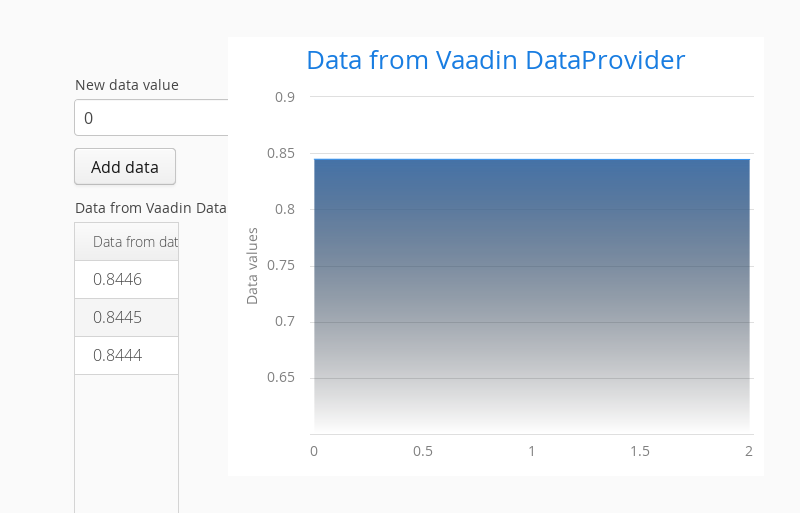 New data value
0
Add data
Data from Vaadin Data
Data from dat
0.8446
0.8445
0.8444
Data from Vaadin DataProvider
Data values
0.9
0.85
0.8
0.75
0.7
0.65
0 0.5 1 1.5 2